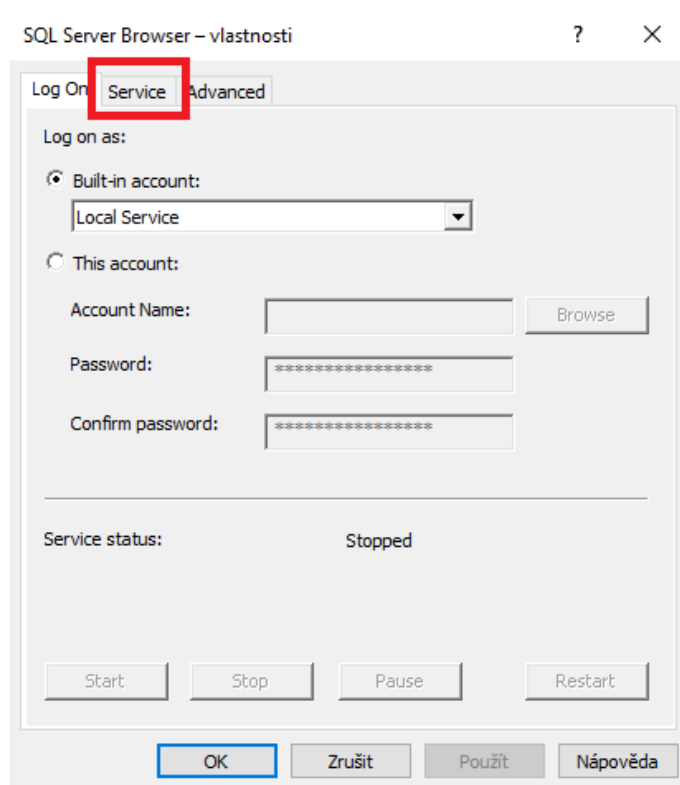 SQL Server Browser – vlastnosti ? ×
Log On Service Advanced
Log on as:
Built-in account:
Local Service
This account:
Account Name: Browse
Password: ****************
Confirm password: ****************
Service status: Stopped
Start Stop Pause Restart
OK Zrušit Použít Nápověda